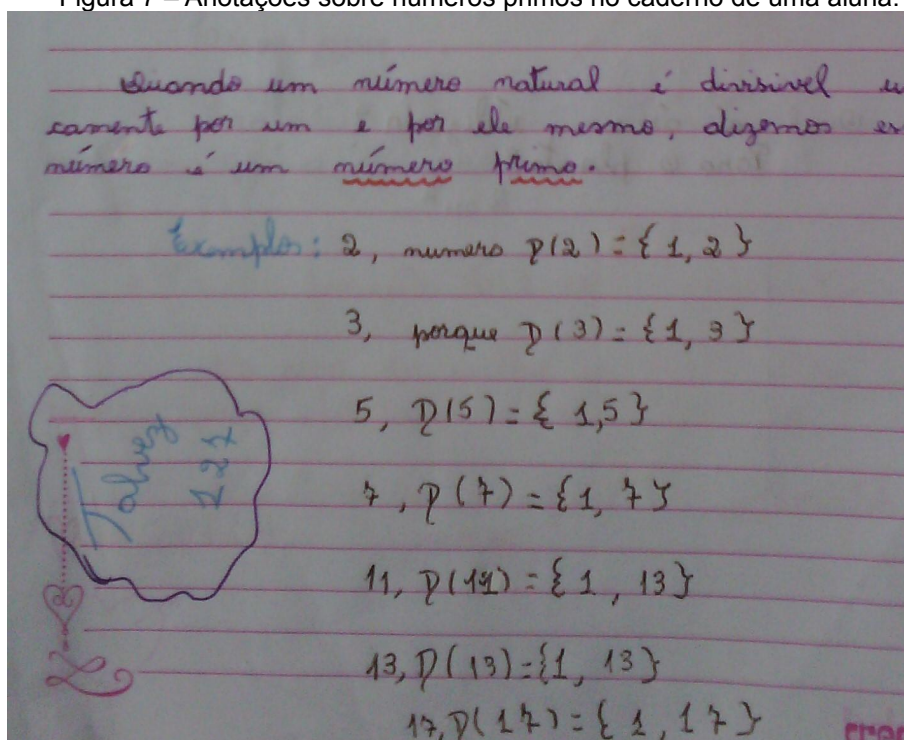 Figura 7 – Anotações sobre números primos no caderno de uma aluna.
Quando um número natural é divisivel u
camente por um e por ele mesmo, dizemos es
número é um número primo.
Exemplos: 2, numero D(2) = {1, 2}
3, porque D(3) = {1, 3}
5, D(5) = {1,5}
7, D(7) = {1, 7}
11, D(11) = {1, 13}
13, D(13) = {1, 13}
17, D(17) = {1, 17}
Talvez
127